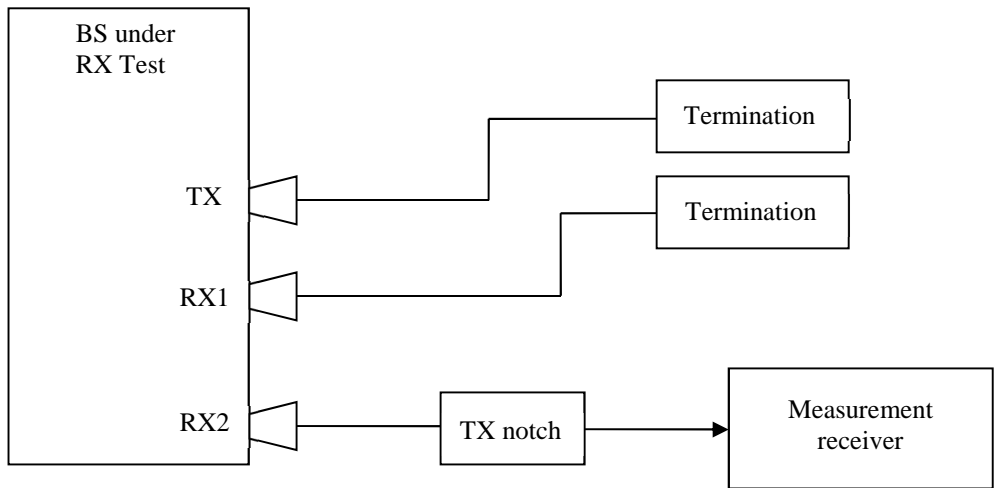 BS under
RX Test
Termination
TX
Termination
RX1
RX2
TX notch
Measurement
receiver